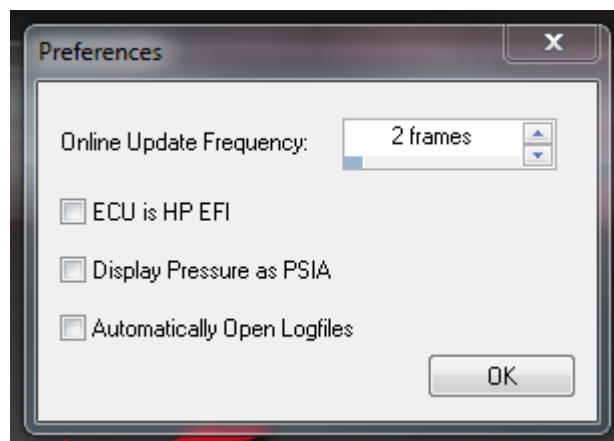 Preferences
Online Update Frequency: 2 frames
ECU is HP EFI
Display Pressure as PSIA
Automatically Open Logfiles
OK